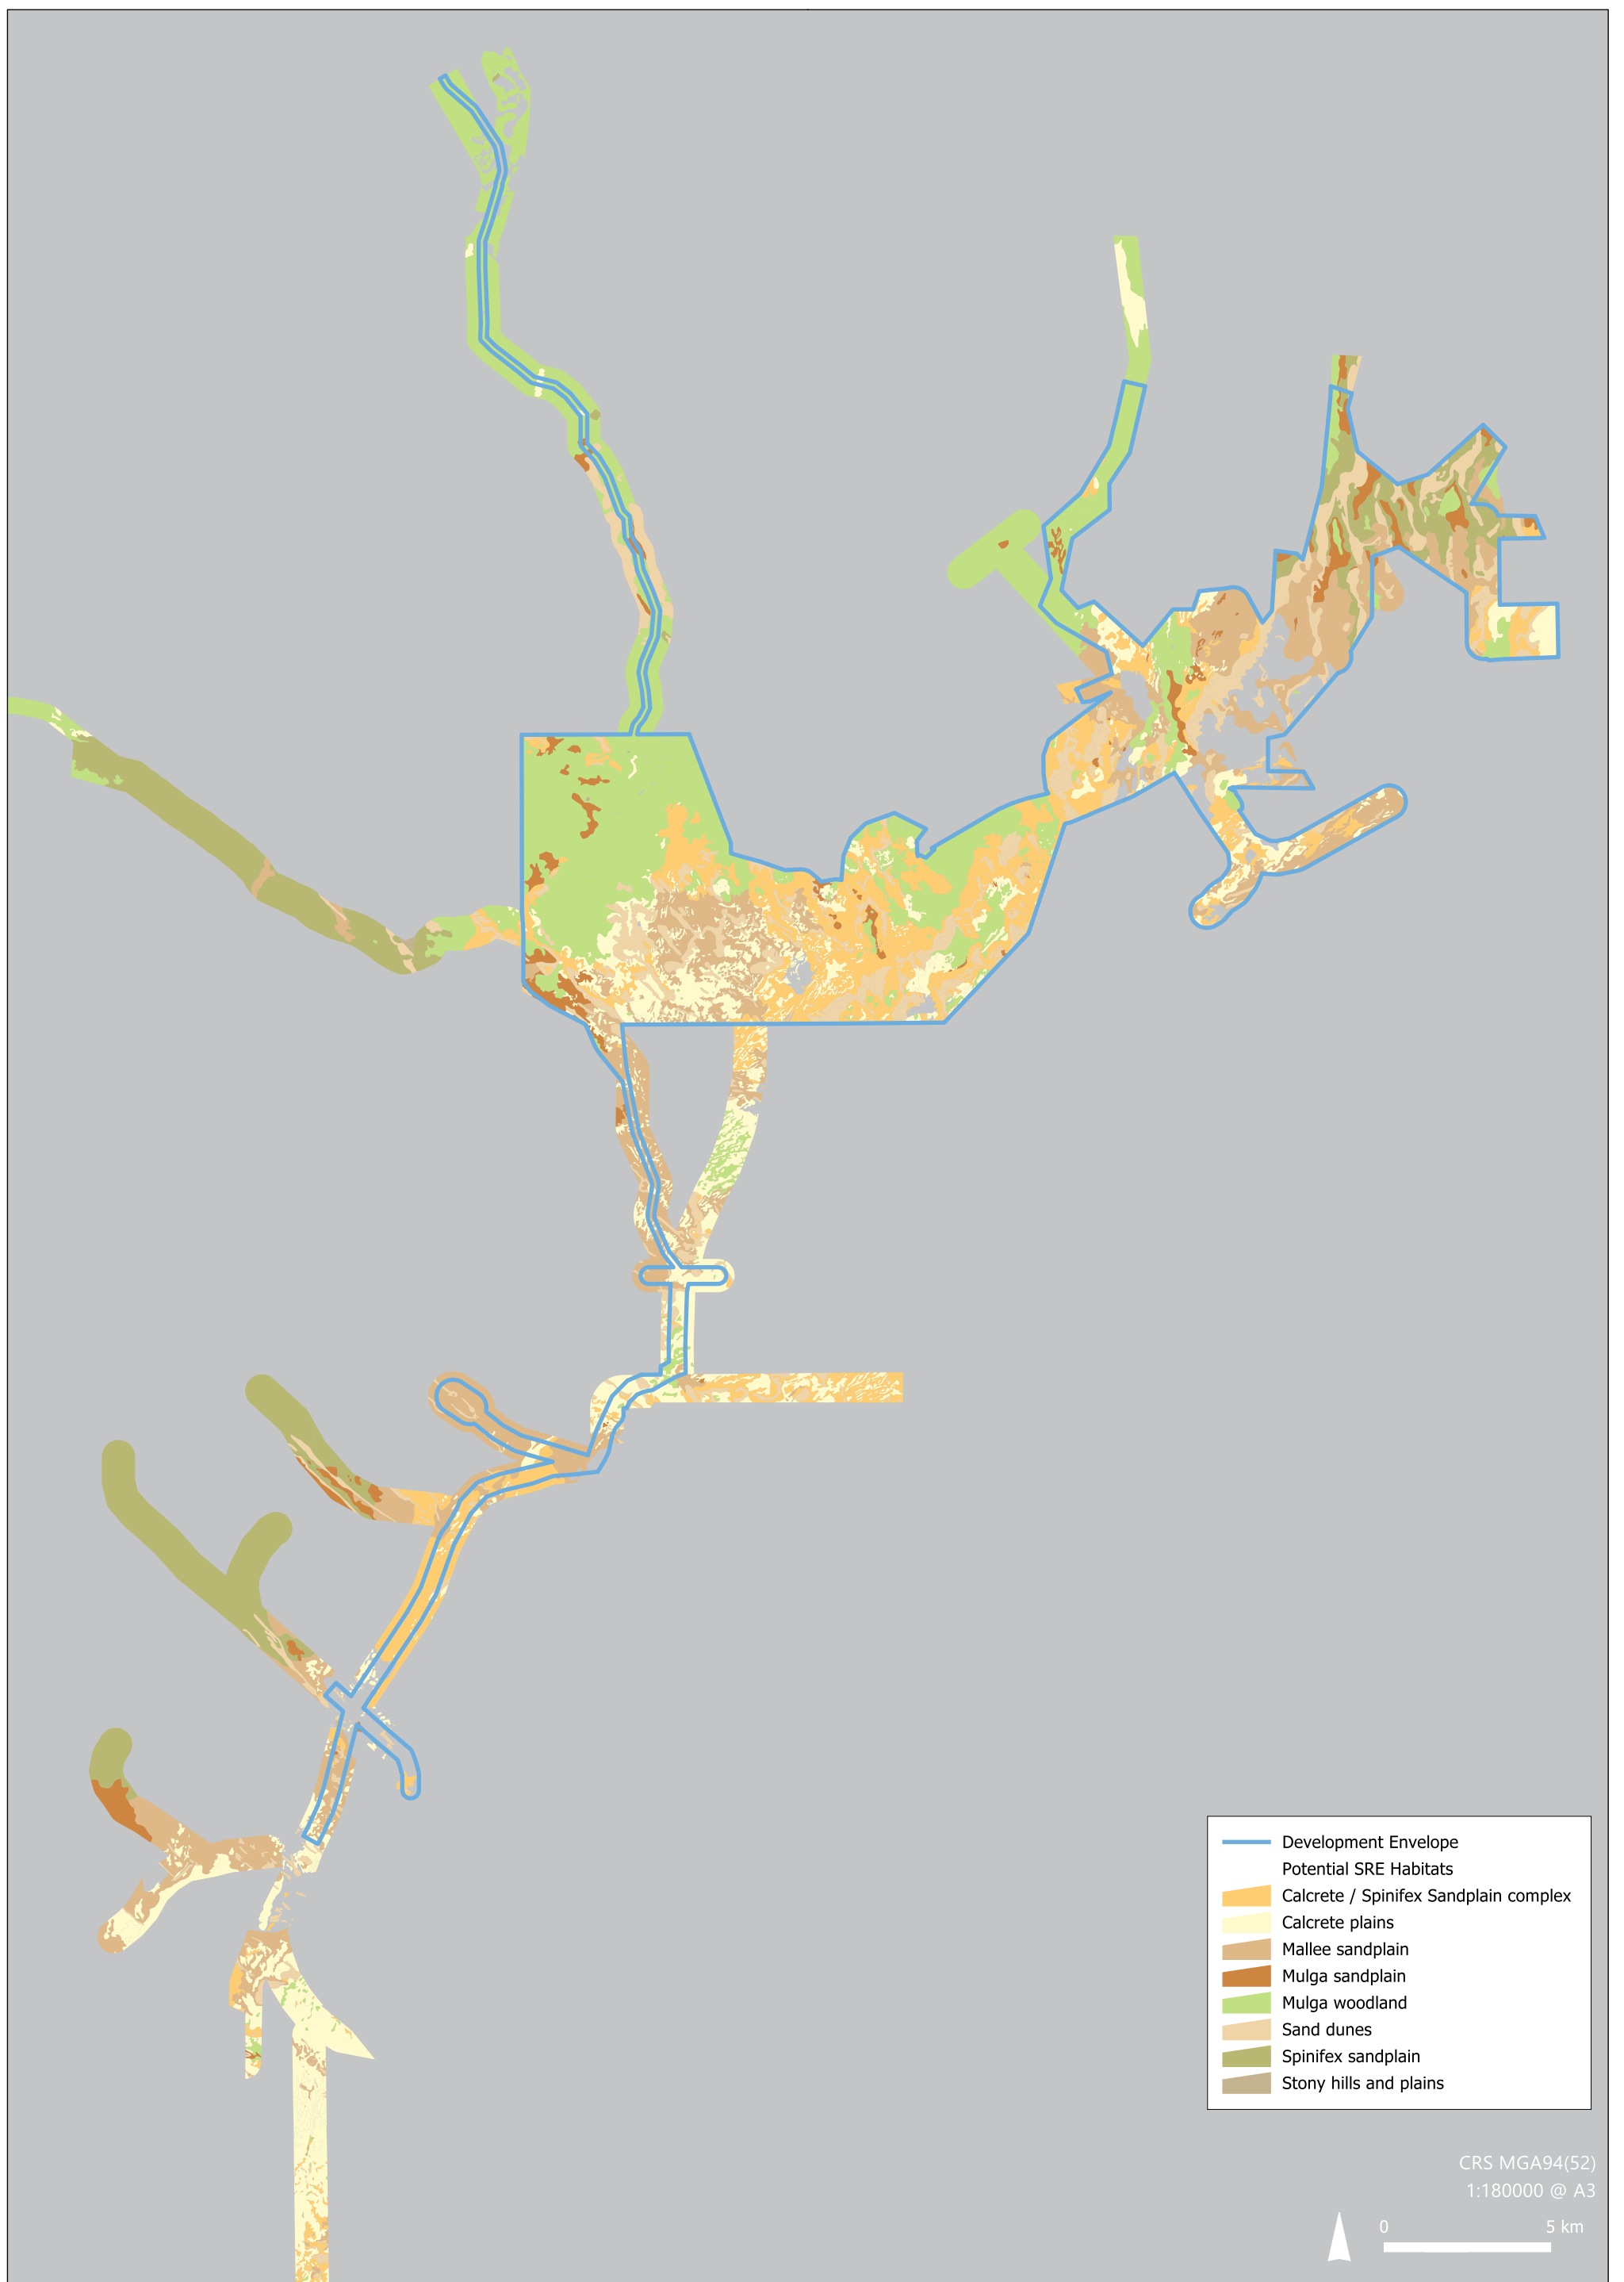 Development Envelope
Potential SRE Habitats
Calcrete / Spinifex Sandplain complex
Calcrete plains
Mallee sandplain
Mulga sandplain
Mulga woodland
Sand dunes
Spinifex sandplain
Stony hills and plains
CRS MGA94(52)
1:180000 @ A3
0 5 km